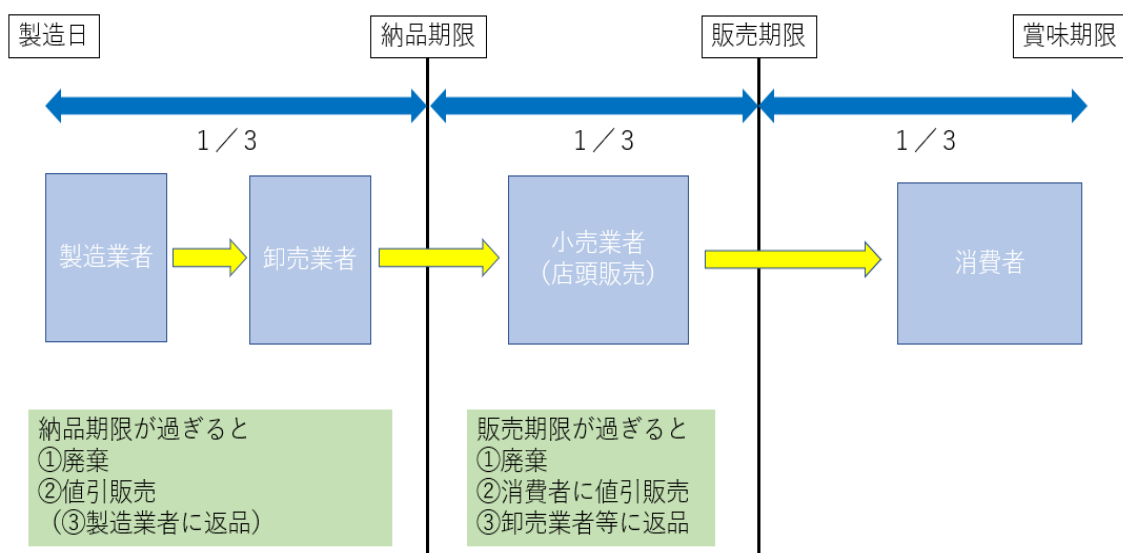 製造日
納品期限
販売期限
賞味期限
1/3
1/3
1/3
製造業者
卸売業者
小売業者
(店頭販売)
消費者
納品期限が過ぎると
①廃棄
②値引販売
(③製造業者に返品)
販売期限が過ぎると
①廃棄
②消費者に値引販売
③卸売業者等に返品